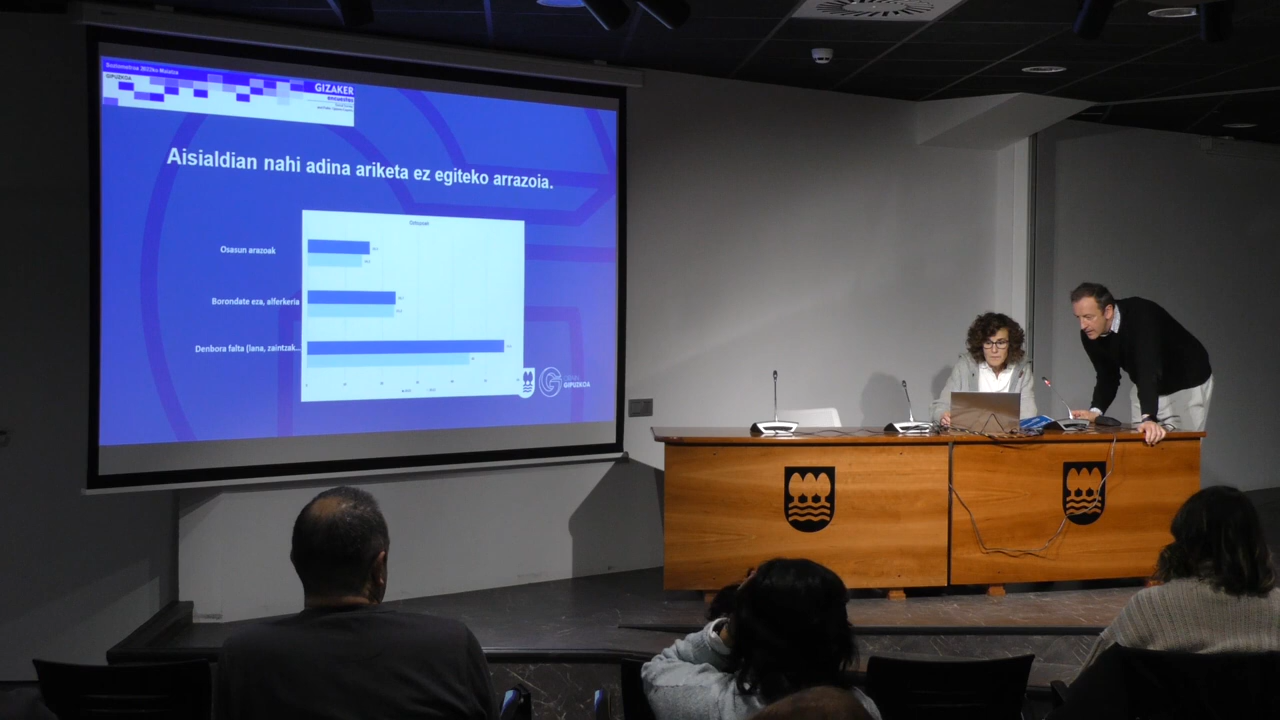 GIPUZKOA
GIZAKER
Aisialdian nahi adina ariketa ez egiteko arrazoia.
Osasun arazoak
Borondate eza, alferkeria
Denbora falta (lana, zaintzak...
GIPUZKOA